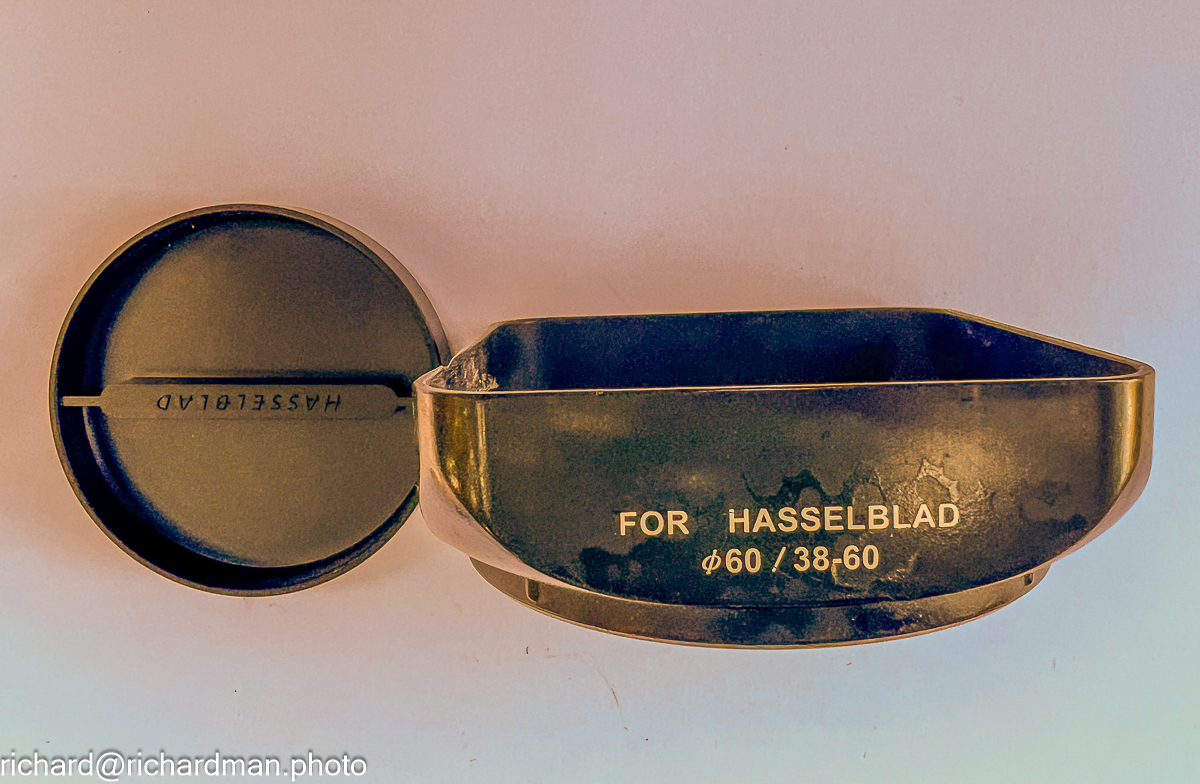 HASSELBLAD
FOR HASSELBLAD
ϕ60 / 38-60
richard@richardman.photo